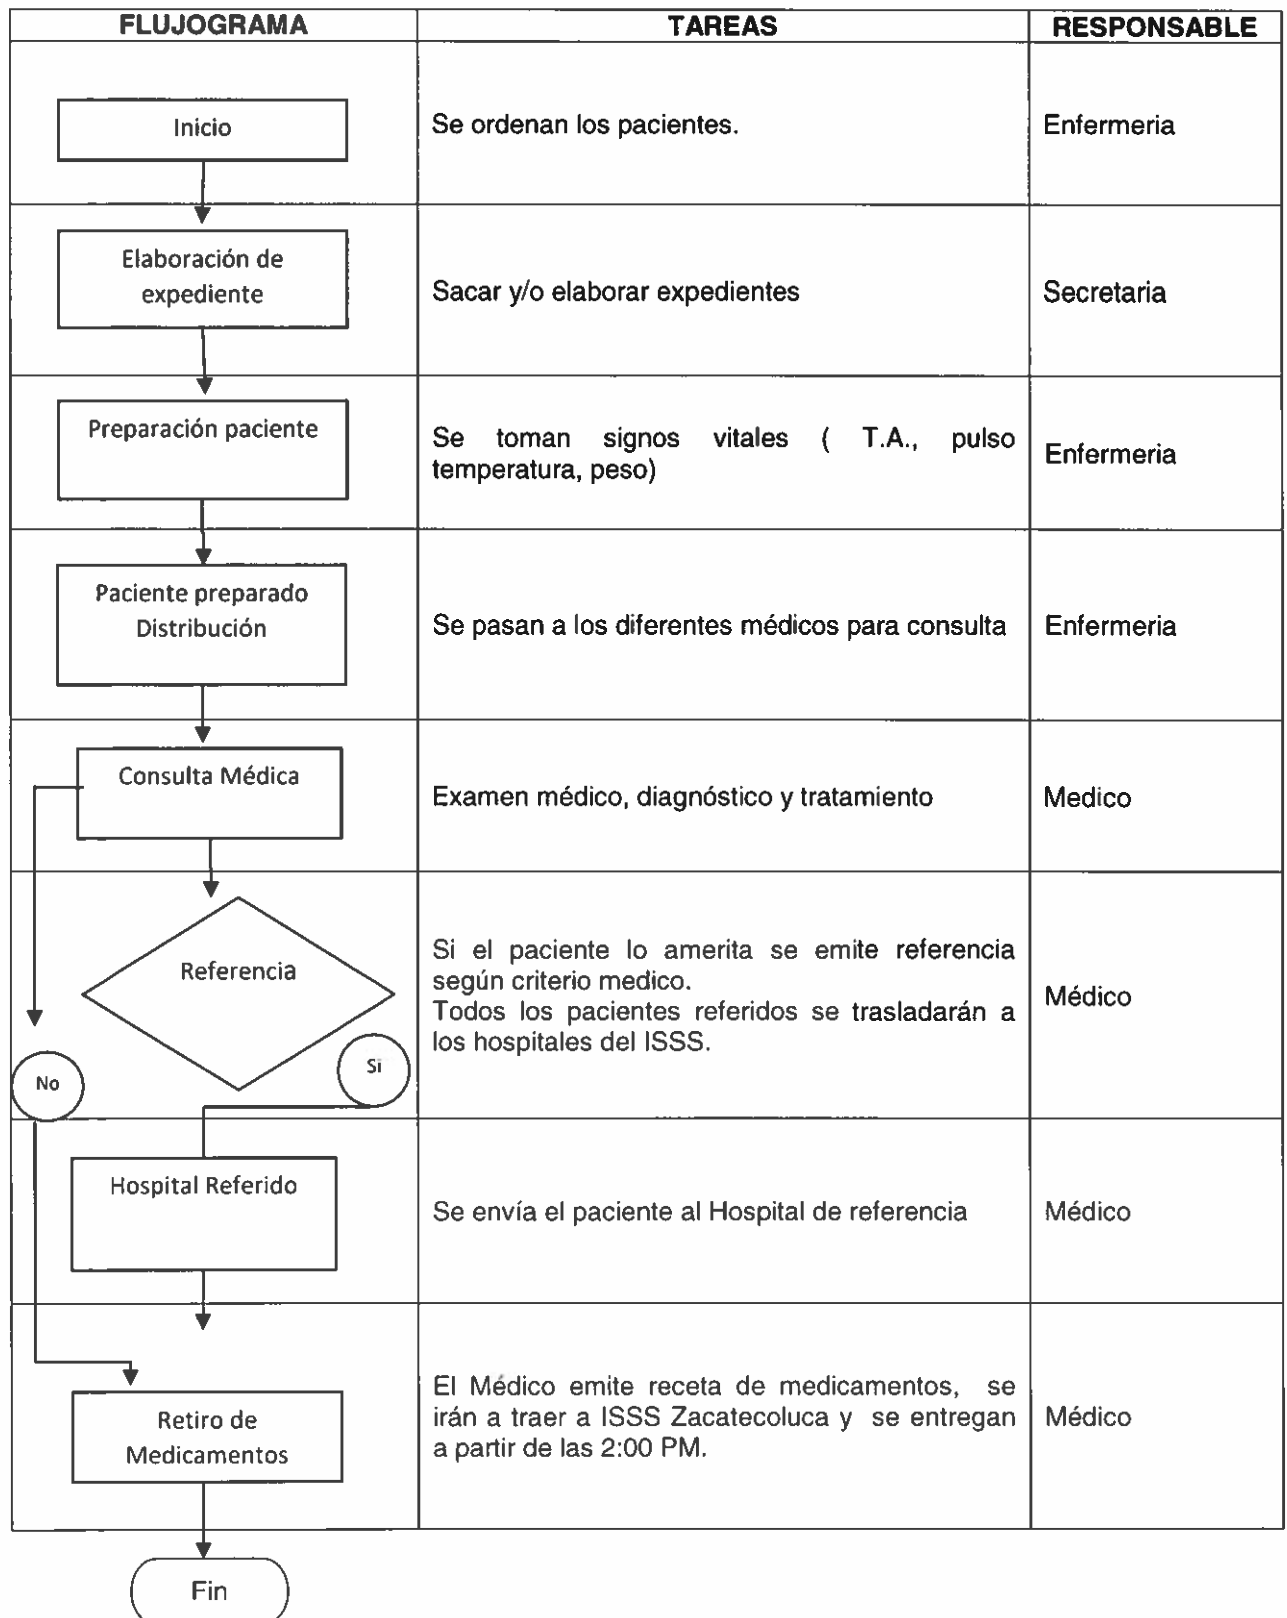 FLUJOGRAMA
TAREAS
RESPONSABLE
Inicio
Se ordenan los pacientes.
Enfermeria
Elaboración de
expediente
Sacar y/o elaborar expedientes
Secretaria
Preparación paciente
Se toman signos vitales ( T.A., pulso
temperatura, peso)
Enfermeria
Paciente preparado
Distribución
Se pasan a los diferentes médicos para consulta
Enfermeria
Consulta Médica
Examen médico, diagnóstico y tratamiento
Medico
Referencia
Si el paciente lo amerita se emite referencia
según criterio medico.
Todos los pacientes referidos se trasladarán a
los hospitales del ISSS.
Médico
No
Si
Hospital Referido
Se envía el paciente al Hospital de referencia
Médico
Retiro de
Medicamentos
El Médico emite receta de medicamentos, se
irán a traer a ISSS Zacatecoluca y se entregan
a partir de las 2:00 PM.
Médico
Fin